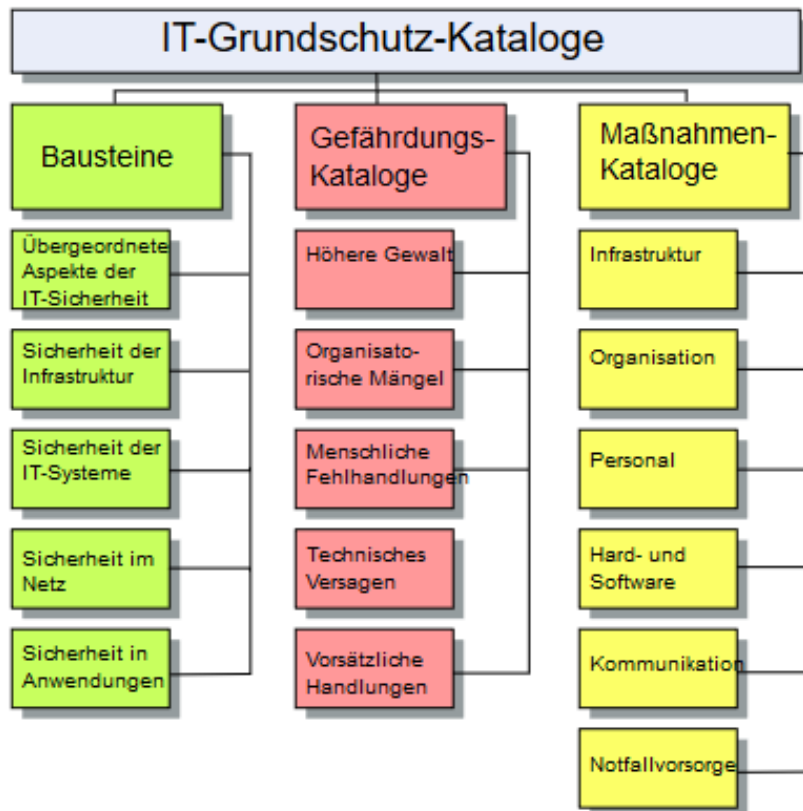 IT-Grundschutz-Kataloge
Bausteine
Übergeordnete
Aspekte der
IT-Sicherheit
Sicherheit der
Infrastruktur
Sicherheit der
IT-Systeme
Sicherheit im
Netz
Sicherheit in
Anwendungen
Gefährdungs-
Kataloge
Höhere Gewalt
Organisato-
rische Mängel
Menschliche
Fehlhandlungen
Technisches
Versagen
Vorsätzliche
Handlungen
Maßnahmen-
Kataloge
Infrastruktur
Organisation
Personal
Hard- und
Software
Kommunikation
Notfallvorsorge